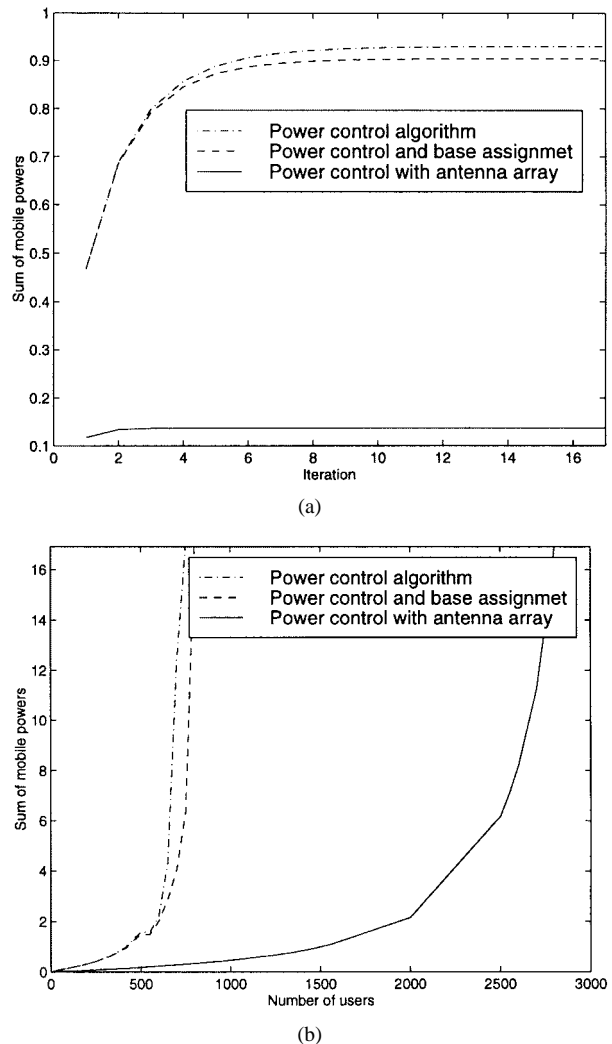 1
0.9
0.8
0.7
0.6
0.5
0.4
0.3
0.2
0.1
Sum of mobile powers
Power control algorithm
Power control and base assignmet
Power control with antenna array
0 2 4 6 8 10 12 14 16
Iteration
(a)
16
14
12
10
8
6
4
2
0
Sum of mobile powers
Power control algorithm
Power control and base assignmet
Power control with antenna array
0 500 1000 1500 2000 2500 3000
Number of users
(b)